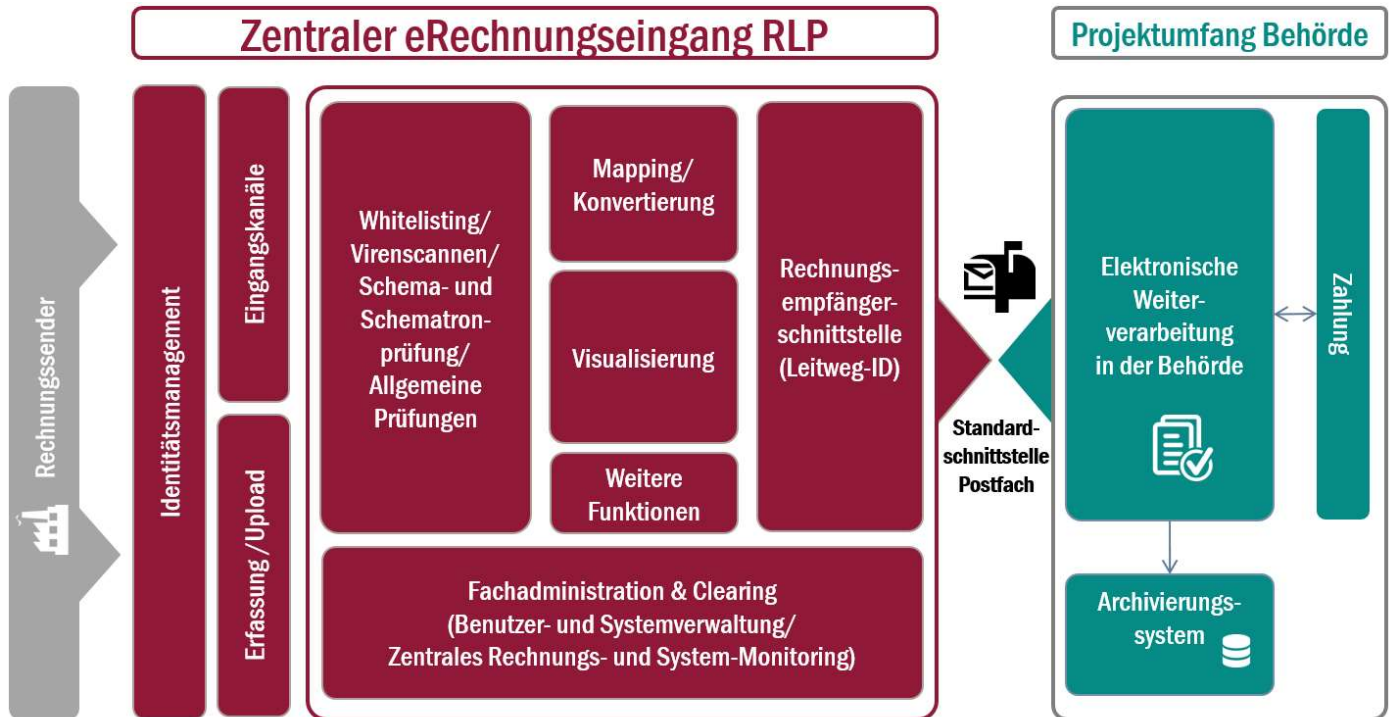 Zentraler eRechnungseingang RLP
Projektumfang Behörde
Rechnungssender
Identitätsmanagement
Eingangskanäle
Erfassung /Upload
Whitelisting/
Virenscannen/
Schema- und
Schematron-
prüfung/
Allgemeine
Prüfungen
Mapping/
Konvertierung
Visualisierung
Weitere
Funktionen
Rechnungs-
empfänger-
schnittstelle
(Leitweg-ID)
Fachadministration & Clearing
(Benutzer- und Systemverwaltung/
Zentrales Rechnungs- und System-Monitoring)
Standard-
schnittstelle
Postfach
Elektronische
Weiter-
verarbeitung
in der Behörde
Zahlung
Archivierungs-
system